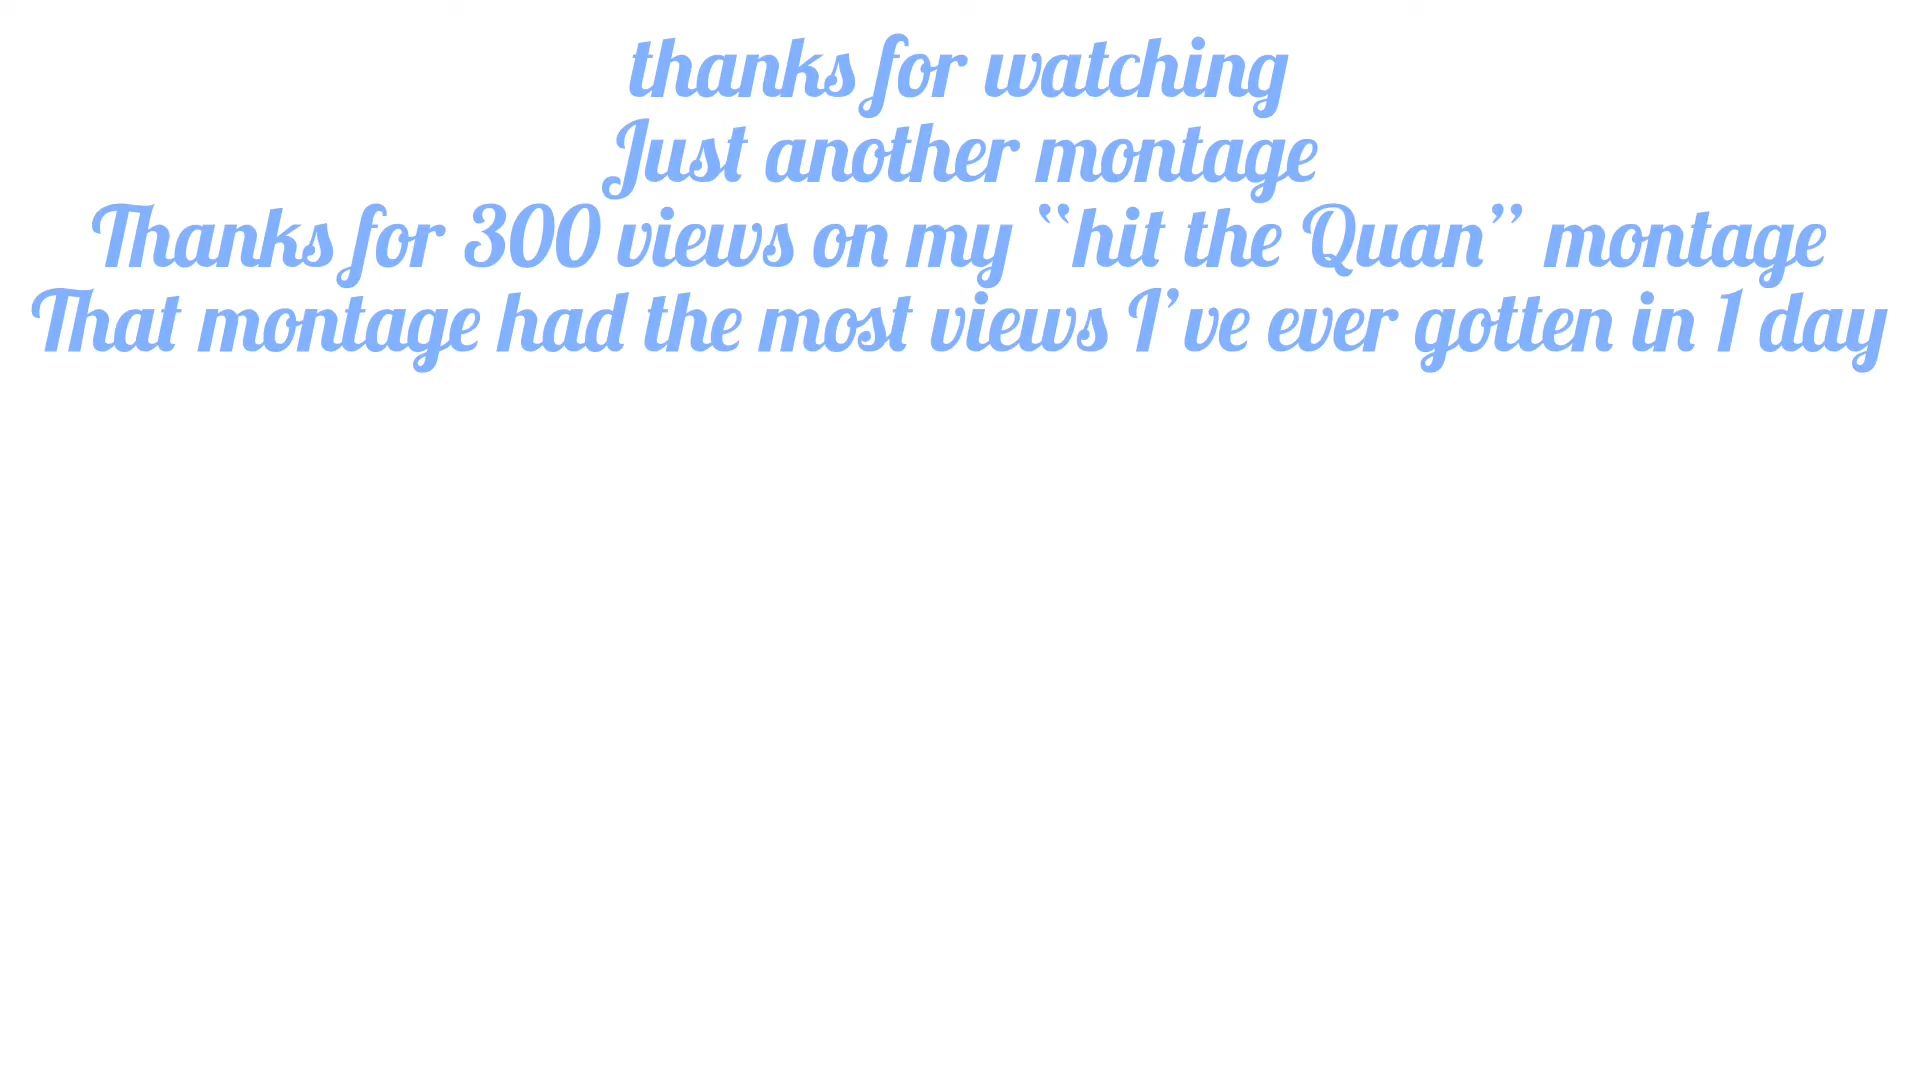 thanks for watching
Just another montage
Thanks for 300 views on my “hit the Quan” montage
That montage had the most views I’ve ever gotten in 1 day